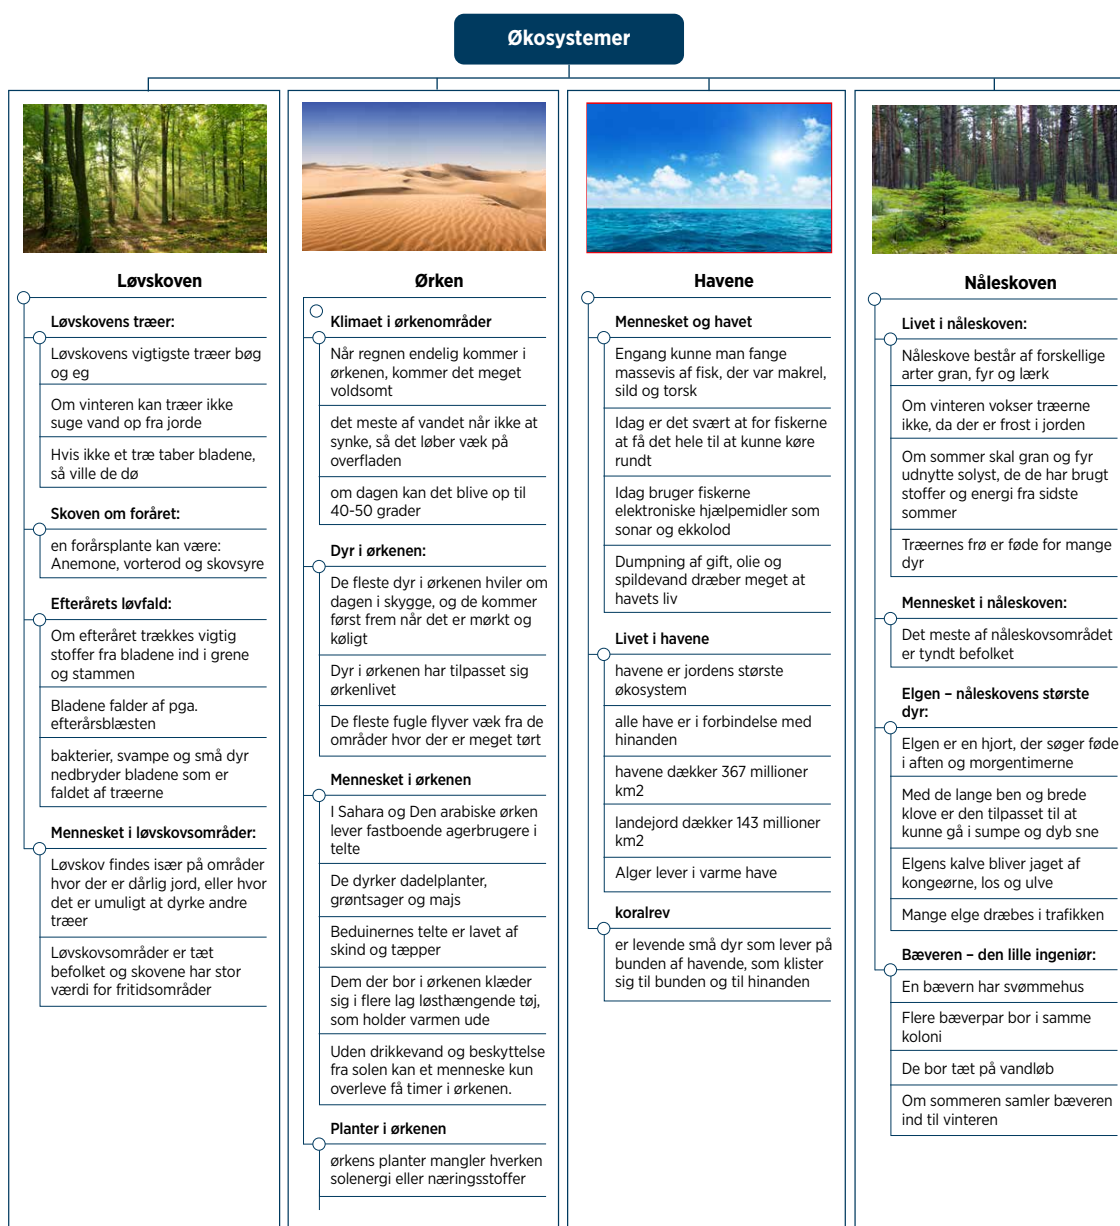 Økosystemer
Løvskoven
Løvskovens træer:
Løvskovens vigtigste træer bøg
og eg
Om vinteren kan træer ikke
suge vand op fra jorde
Hvis ikke et træ taber bladene,
så ville de dø
Skoven om foråret:
en forårsplante kan være:
Anemone, vorterod og skovsyre
Efterårets løvfald:
Om efteråret trækkes vigtig
stoffer fra bladene ind i grene
og stammen
Bladene falder af pga.
efterårsblæsten
bakterier, svampe og små dyr
nedbryder bladene som er
faldet af træerne
Mennesket i løvskovsområder:
Løvskov findes især på områder
hvor der er dårlig jord, eller hvor
det er umuligt at dyrke andre
træer
Løvskovsområder er tæt
befolket og skovene har stor
værdi for fritidsområder
Ørken
Klimaet i ørkenområder
Når regnen endelig kommer i
ørkenen, kommer det meget
voldsomt
det meste af vandet når ikke at
synke, så det løber væk på
overfladen
om dagen kan det blive op til
40-50 grader
Dyr i ørkenen:
De fleste dyr i ørkenen hviler om
dagen i skygge, og de kommer
først frem når det er mørkt og
køligt
Dyr i ørkenen har tilpasset sig
ørkenlivet
De fleste fugle flyver væk fra de
områder hvor der er meget tørt
Mennesket i ørkenen
I Sahara og Den arabiske ørken
lever fastboende agerbrugere i
telte
De dyrker dadelplanter,
grøntsager og majs
Beduinernes telte er lavet af
skind og tæpper
Dem der bor i ørkenen klæder
sig i flere lag løsthængende tøj,
som holder varmen ude
Uden drikkevand og beskyttelse
fra solen kan et menneske kun
overleve få timer i ørkenen.
Planter i ørkenen
ørkens planter mangler hverken
solenergi eller næringsstoffer
Havene
Mennesket og havet
Engang kunne man fange
massevis af fisk, der var makrel,
sild og torsk
Idag er det svært at for fiskerne
at få det hele til at kunne køre
rundt
Idag bruger fiskerne
elektroniske hjælpemidler som
sonar og ekkolod
Dumpning af gift, olie og
spildevand dræber meget at
havets liv
Livet i havene
havene er jordens største
økosystem
alle have er i forbindelse med
hinanden
havene dækker 367 millioner
km2
landejord dækker 143 millioner
km2
Alger lever i varme have
koralrev
er levende små dyr som lever på
bunden af havende, som klister
sig til bunden og til hinanden
Nåleskoven
Livet i nåleskoven:
Nåleskove består af forskellige
arter gran, fyr og lærk
Om vinteren vokser træerne
ikke, da der er frost i jorden
Om sommer skal gran og fyr
udnytte solyst, de de har brugt
stoffer og energi fra sidste
sommer
Træernes frø er føde for mange
dyr
Mennesket i nåleskoven:
Det meste af nåleskovsområdet
er tyndt befolket
Elgen – nåleskovens største
dyr:
Elgen er en hjort, der søger føde
i aften og morgentimerne
Med de lange ben og brede
klove er den tilpasset til at
kunne gå i sumpe og dyb sne
Elgens kalve bliver jaget af
kongeørne, los og ulve
Mange elge dræbes i trafikken
Bæveren – den lille ingeniør:
En bævern har svømmehus
Flere bæverpar bor i samme
koloni
De bor tæt på vandløb
Om sommeren samler bæveren
ind til vinteren